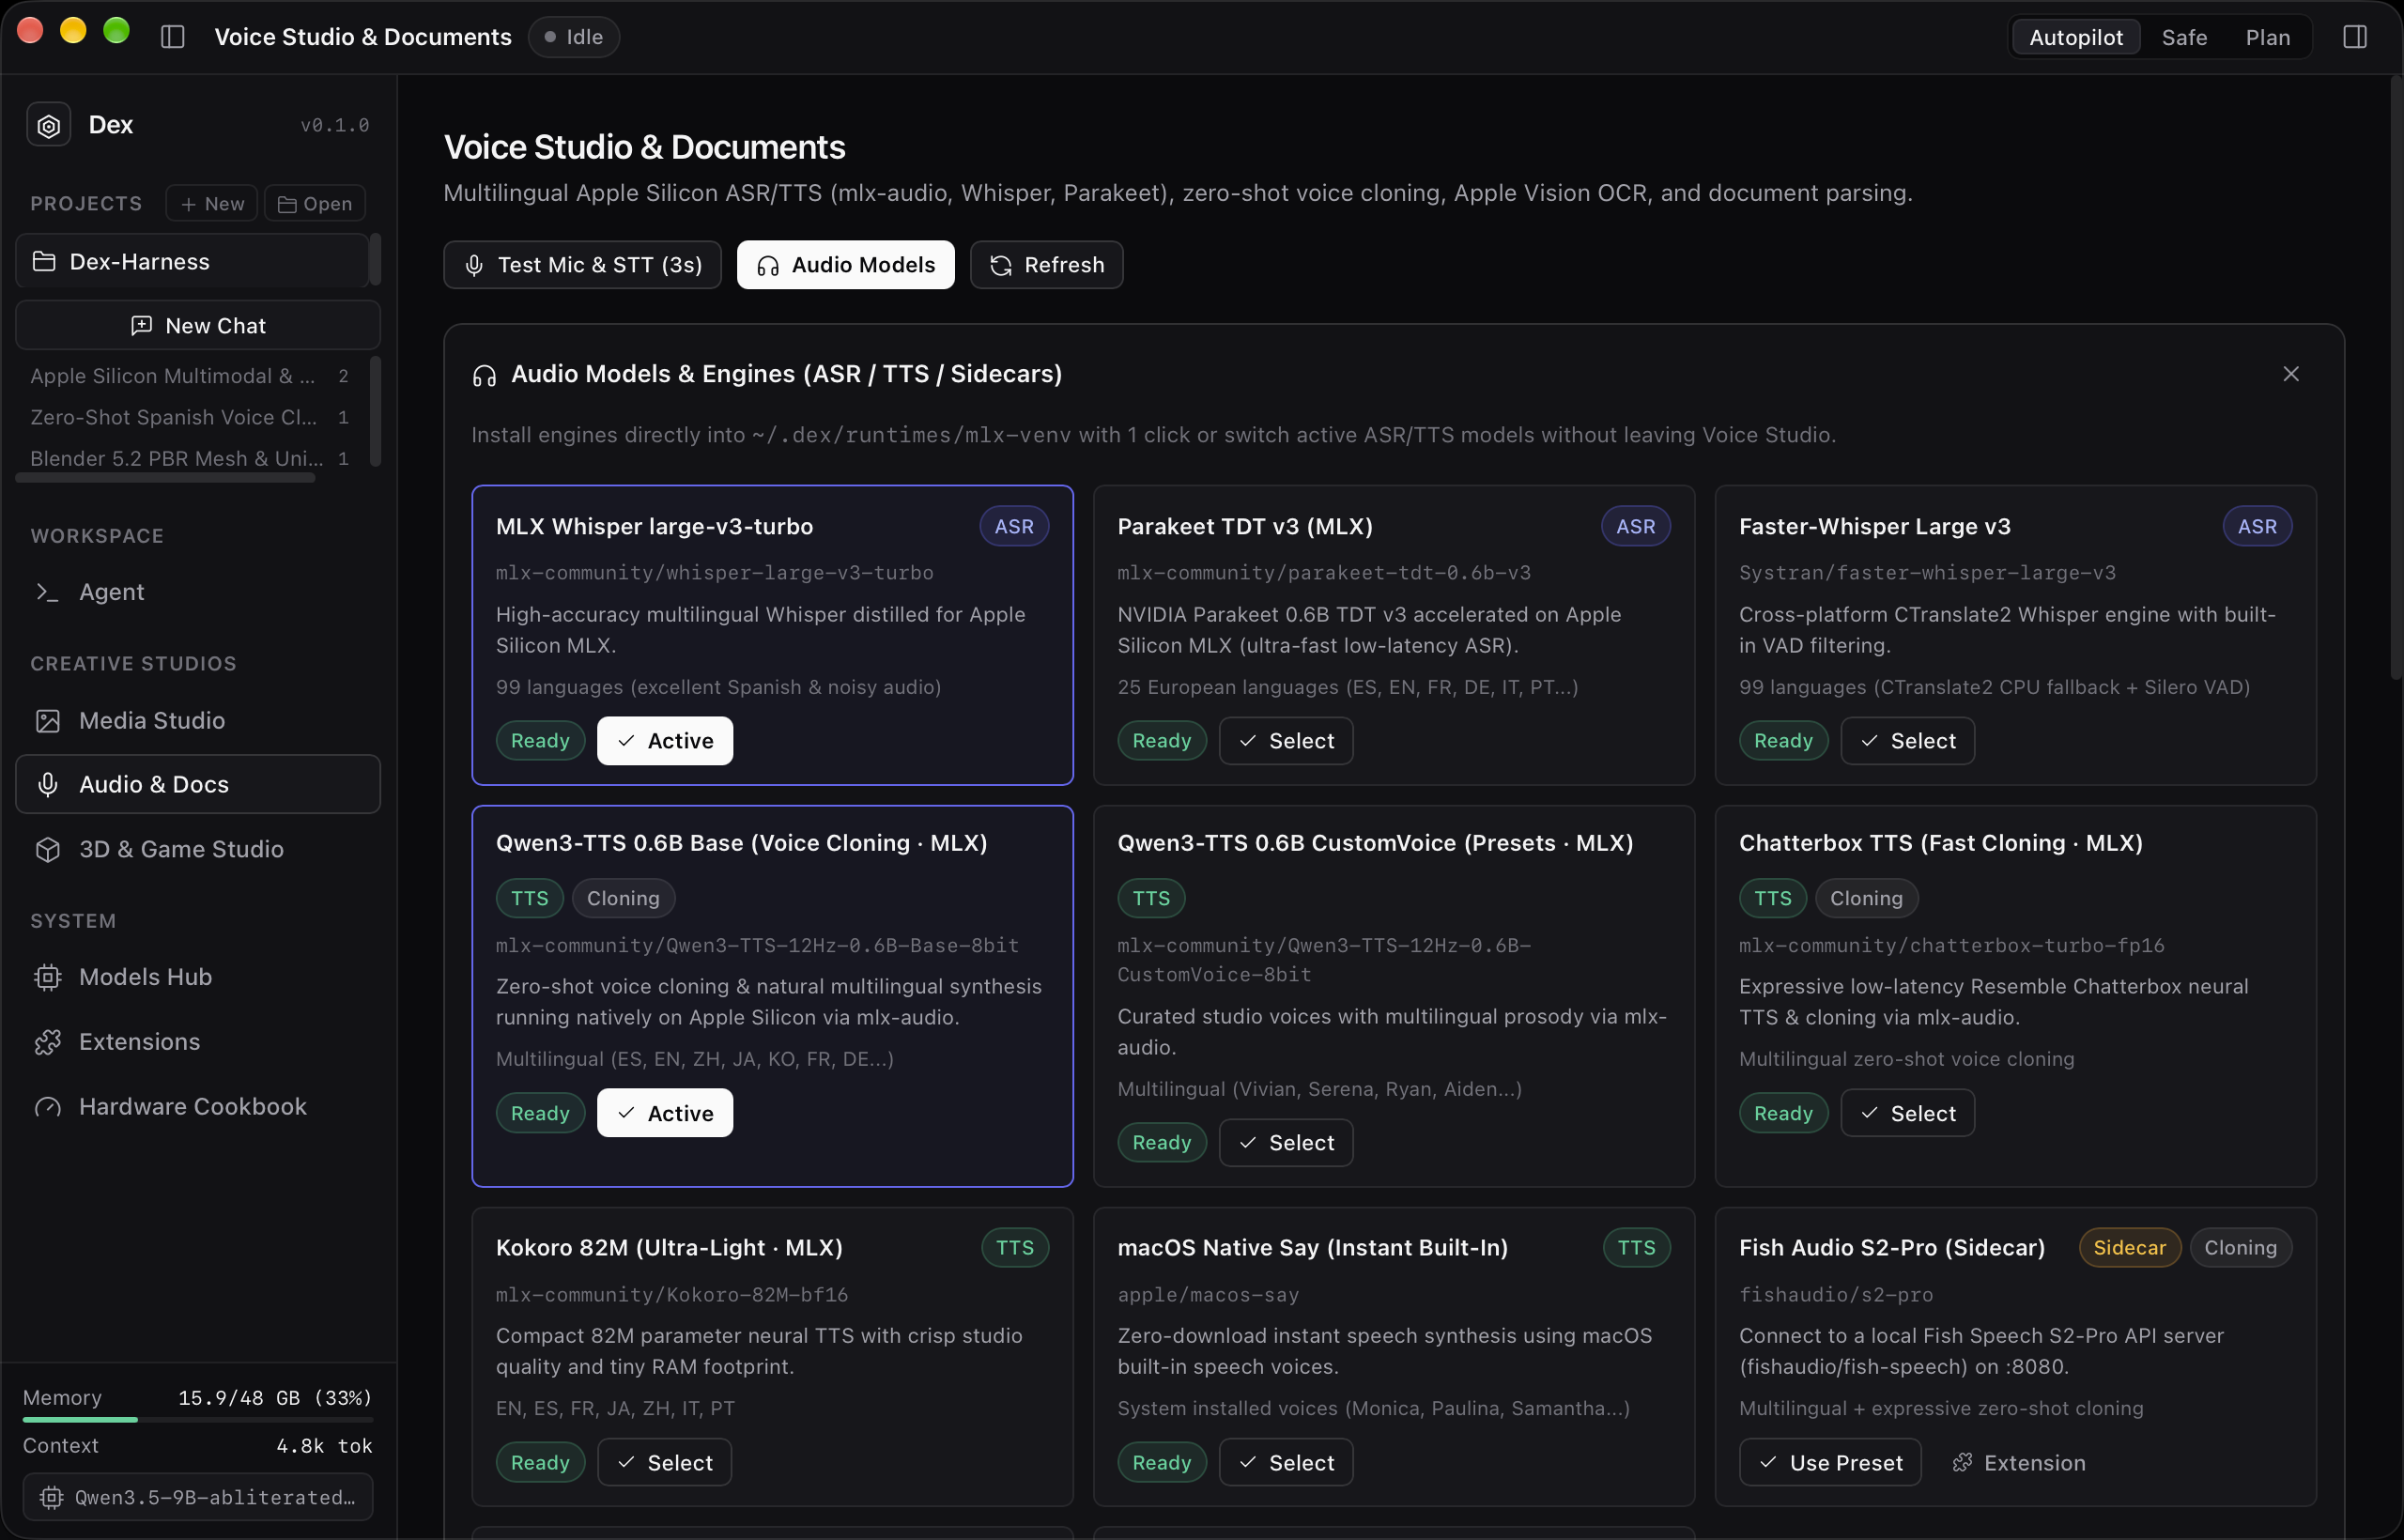 Voice Studio & Documents
Idle
Autopilot
Safe
Plan
Dex
v0.1.0
PROJECTS
New
Open
Dex-Harness
New Chat
Apple Silicon Multimodal & ... 2
Zero-Shot Spanish Voice Cl... 1
Blender 5.2 PBR Mesh & Uni... 1
WORKSPACE
Agent
CREATIVE STUDIOS
Media Studio
Audio & Docs
3D & Game Studio
SYSTEM
Models Hub
Extensions
Hardware Cookbook
Memory 15.9/48 GB (33%)
Context 4.8k tok
Qwen3.5-9B-abliterated…
Voice Studio & Documents
Multilingual Apple Silicon ASR/TTS (mlx-audio, Whisper, Parakeet), zero-shot voice cloning, Apple Vision OCR, and document parsing.
Test Mic & STT (3s)
Audio Models
Refresh
Audio Models & Engines (ASR / TTS / Sidecars)
Install engines directly into ~/.dex/runtimes/mlx-venv with 1 click or switch active ASR/TTS models without leaving Voice Studio.
MLX Whisper large-v3-turbo
ASR
mlx-community/whisper-large-v3-turbo
High-accuracy multilingual Whisper distilled for Apple
Silicon MLX.
99 languages (excellent Spanish & noisy audio)
Ready
Active
Parakeet TDT v3 (MLX)
ASR
mlx-community/parakeet-tdt-0.6b-v3
NVIDIA Parakeet 0.6B TDT v3 accelerated on Apple
Silicon MLX (ultra-fast low-latency ASR).
25 European languages (ES, EN, FR, DE, IT, PT...)
Ready
Select
Faster-Whisper Large v3
ASR
Systran/faster-whisper-large-v3
Cross-platform CTranslate2 Whisper engine with built-
in VAD filtering.
99 languages (CTranslate2 CPU fallback + Silero VAD)
Ready
Select
Qwen3-TTS 0.6B Base (Voice Cloning · MLX)
TTS
Cloning
mlx-community/Qwen3-TTS-12Hz-0.6B-Base-8bit
Zero-shot voice cloning & natural multilingual synthesis
running natively on Apple Silicon via mlx-audio.
Multilingual (ES, EN, ZH, JA, KO, FR, DE...)
Ready
Active
Qwen3-TTS 0.6B CustomVoice (Presets · MLX)
TTS
mlx-community/Qwen3-TTS-12Hz-0.6B-
CustomVoice-8bit
Curated studio voices with multilingual prosody via mlx-
audio.
Multilingual (Vivian, Serena, Ryan, Aiden...)
Ready
Select
Chatterbox TTS (Fast Cloning · MLX)
TTS
Cloning
mlx-community/chatterbox-turbo-fp16
Expressive low-latency Resemble Chatterbox neural
TTS & cloning via mlx-audio.
Multilingual zero-shot voice cloning
Ready
Select
Kokoro 82M (Ultra-Light · MLX)
TTS
mlx-community/Kokoro-82M-bf16
Compact 82M parameter neural TTS with crisp studio
quality and tiny RAM footprint.
EN, ES, FR, JA, ZH, IT, PT
Ready
Select
macOS Native Say (Instant Built-In)
TTS
apple/macos-say
Zero-download instant speech synthesis using macOS
built-in speech voices.
System installed voices (Monica, Paulina, Samantha...)
Ready
Select
Fish Audio S2-Pro (Sidecar)
Sidecar
Cloning
fishaudio/s2-pro
Connect to a local Fish Speech S2-Pro API server
(fishaudio/fish-speech) on :8080.
Multilingual + expressive zero-shot cloning
Use Preset
Extension